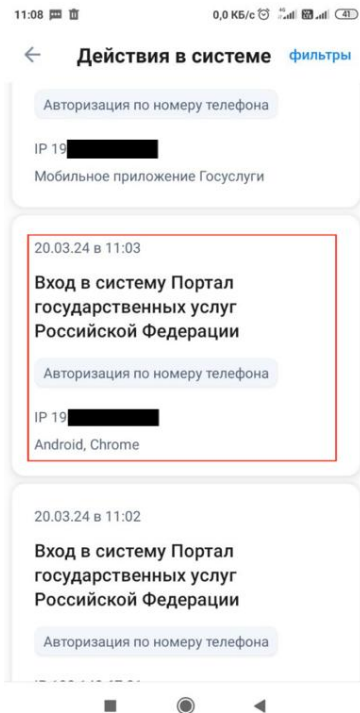 11:08
0,0 КБ/с
41
Действия в системе
фильтры
Авторизация по номеру телефона
IP 19
Мобильное приложение Госуслуги
20.03.24 в 11:03
Вход в систему Портал
государственных услуг
Российской Федерации
Авторизация по номеру телефона
IP 19
Android, Chrome
20.03.24 в 11:02
Вход в систему Портал
государственных услуг
Российской Федерации
Авторизация по номеру телефона